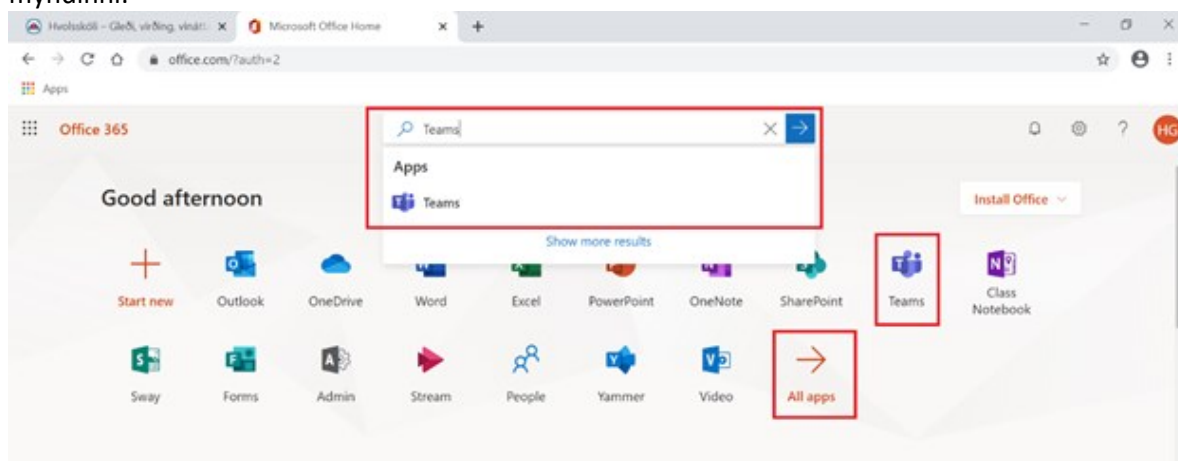 myndinni.
Hvolsskóli - Gleði, virðing, vinátt
Microsoft Office Home
office.com/?auth=2
Apps
Office 365
Teams
HG
Apps
Teams
Good afternoon
Install Office
Show more results
Start new Outlook OneDrive Word Excel PowerPoint OneNote SharePoint Teams Class Notebook
Sway Forms Admin Stream People Yammer Video All apps